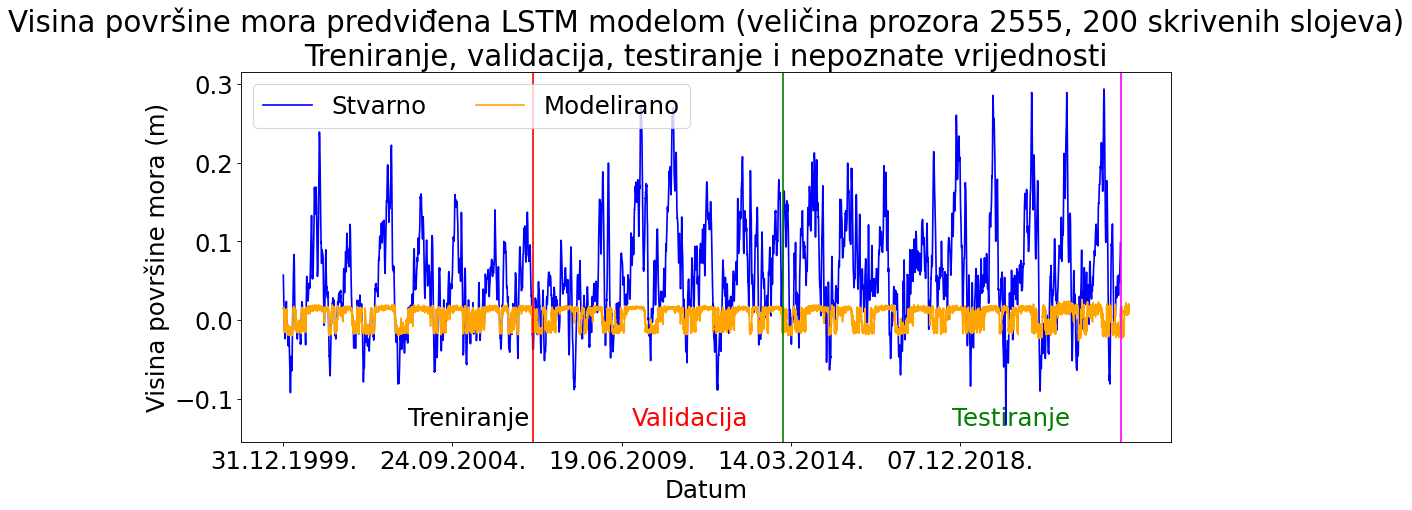 Visina površine mora predviđena LSTM modelom (veličina prozora 2555, 200 skrivenih slojeva)
Treniranje, validacija, testiranje i nepoznate vrijednosti
Stvarno
Modelirano
0.3
0.2
0.1
0.0
−0.1
Visina površine mora (m)
Treniranje
Validacija
Testiranje
31.12.1999.
24.09.2004.
19.06.2009.
14.03.2014.
07.12.2018.
Datum